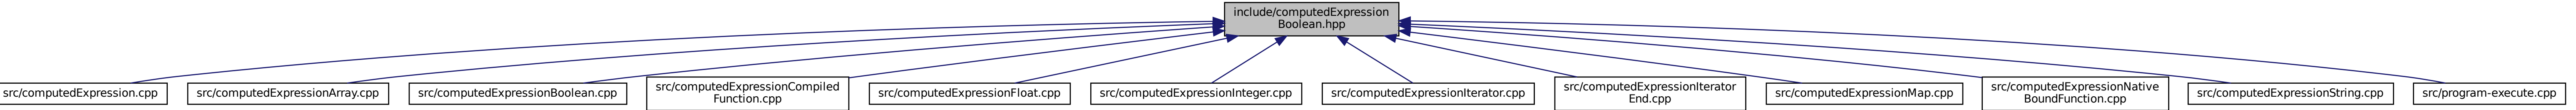 include/computedExpression
Boolean.hpp
src/computedExpression.cpp
src/computedExpressionArray.cpp
src/computedExpressionBoolean.cpp
src/computedExpressionCompiled
Function.cpp
src/computedExpressionFloat.cpp
src/computedExpressionInteger.cpp
src/computedExpressionIterator.cpp
src/computedExpressionIterator
End.cpp
src/computedExpressionMap.cpp
src/computedExpressionNative
BoundFunction.cpp
src/computedExpressionString.cpp
src/program-execute.cpp